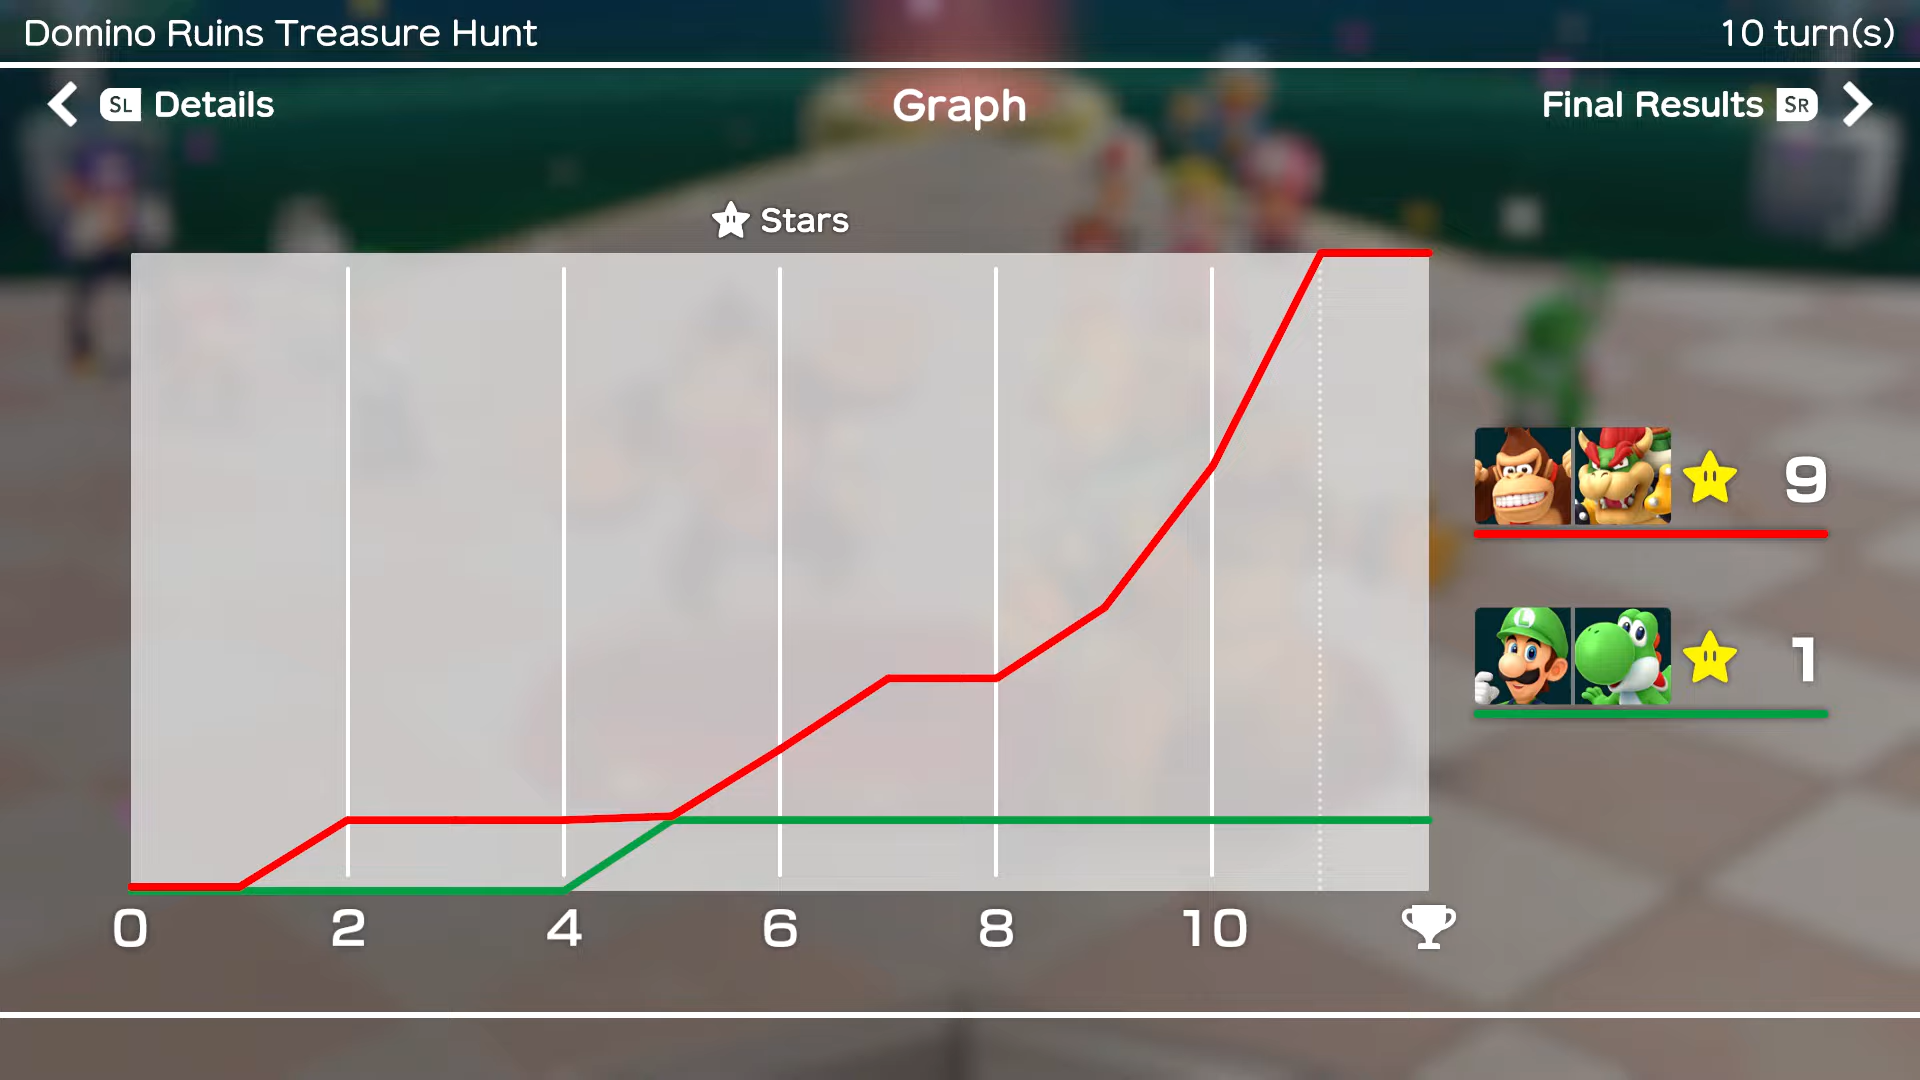 Domino Ruins Treasure Hunt
10 turn(s)
SL Details
Graph
Final Results SR
Stars
9
L
1
0 2 4 6 8 10